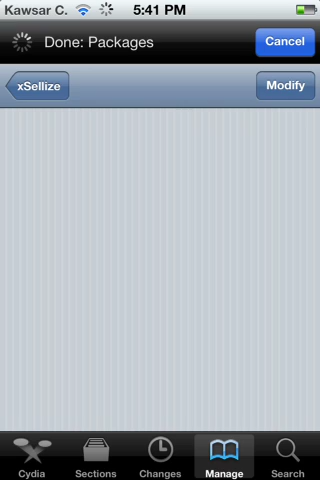 Kawsar C. 5:41 PM
Done: Packages Cancel
xSellize Modify
Cydia Sections Changes Manage Search